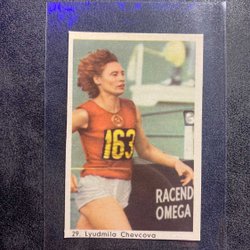 163
RACEND
OMEGA
29. Lyudmila Chevcova